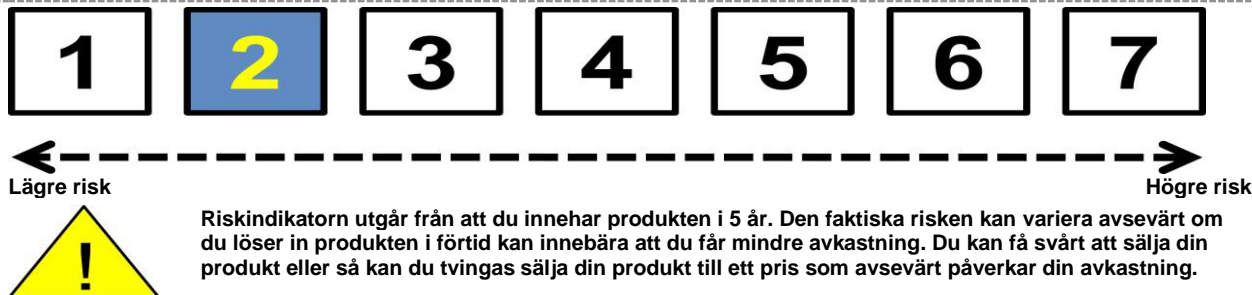 1 2 3 4 5 6 7
Lägre risk Högre risk
!
Riskindikatorn utgår från att du innehar produkten i 5 år. Den faktiska risken kan variera avsevärt om
du löser in produkten i förtid kan innebära att du får mindre avkastning. Du kan få svårt att sälja din
produkt eller så kan du tvingas sälja din produkt till ett pris som avsevärt påverkar din avkastning.